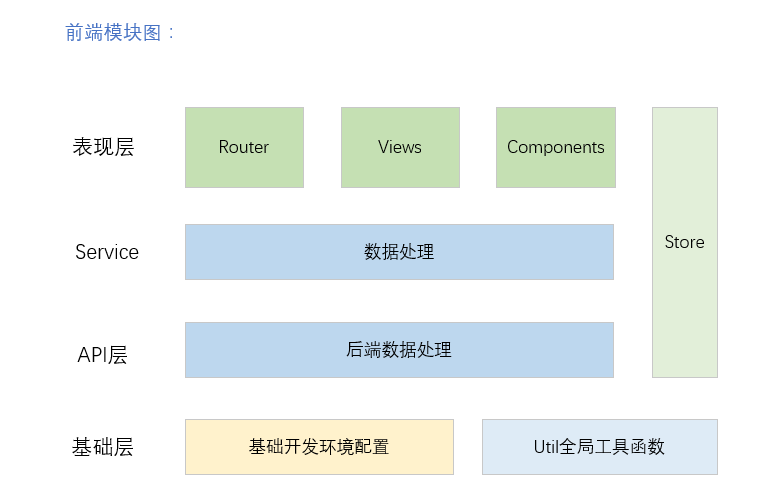 前端模块图：
表现层
Router
Views
Components
Store
Service
数据处理
API层
后端数据处理
基础层
基础开发环境配置
Util全局工具函数